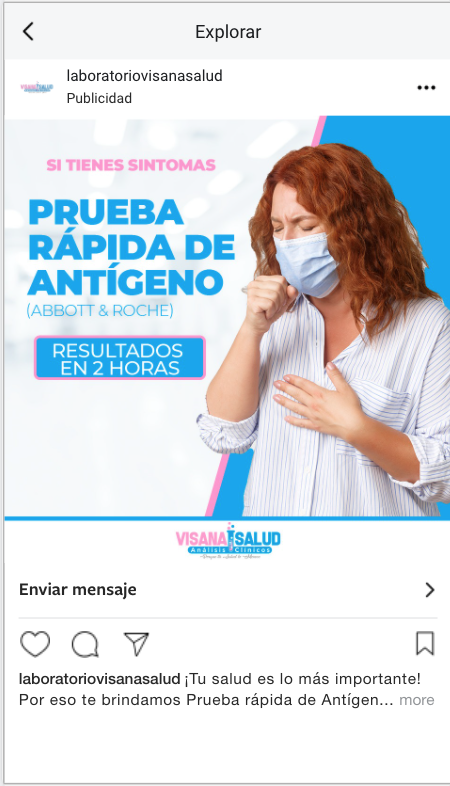 Explorar
laboratoriovisanasalud
Publicidad
SI TIENES SINTOMAS
PRUEBA
RÁPIDA DE
ANTÍGENO
(ABBOTT & ROCHE)
RESULTADOS
EN 2 HORAS
VISANA SALUD
Análisis Clínicos
Enviar mensaje
laboratoriovisanasalud ¡Tu salud es lo más importante!
Por eso te brindamos Prueba rápida de Antígen... more